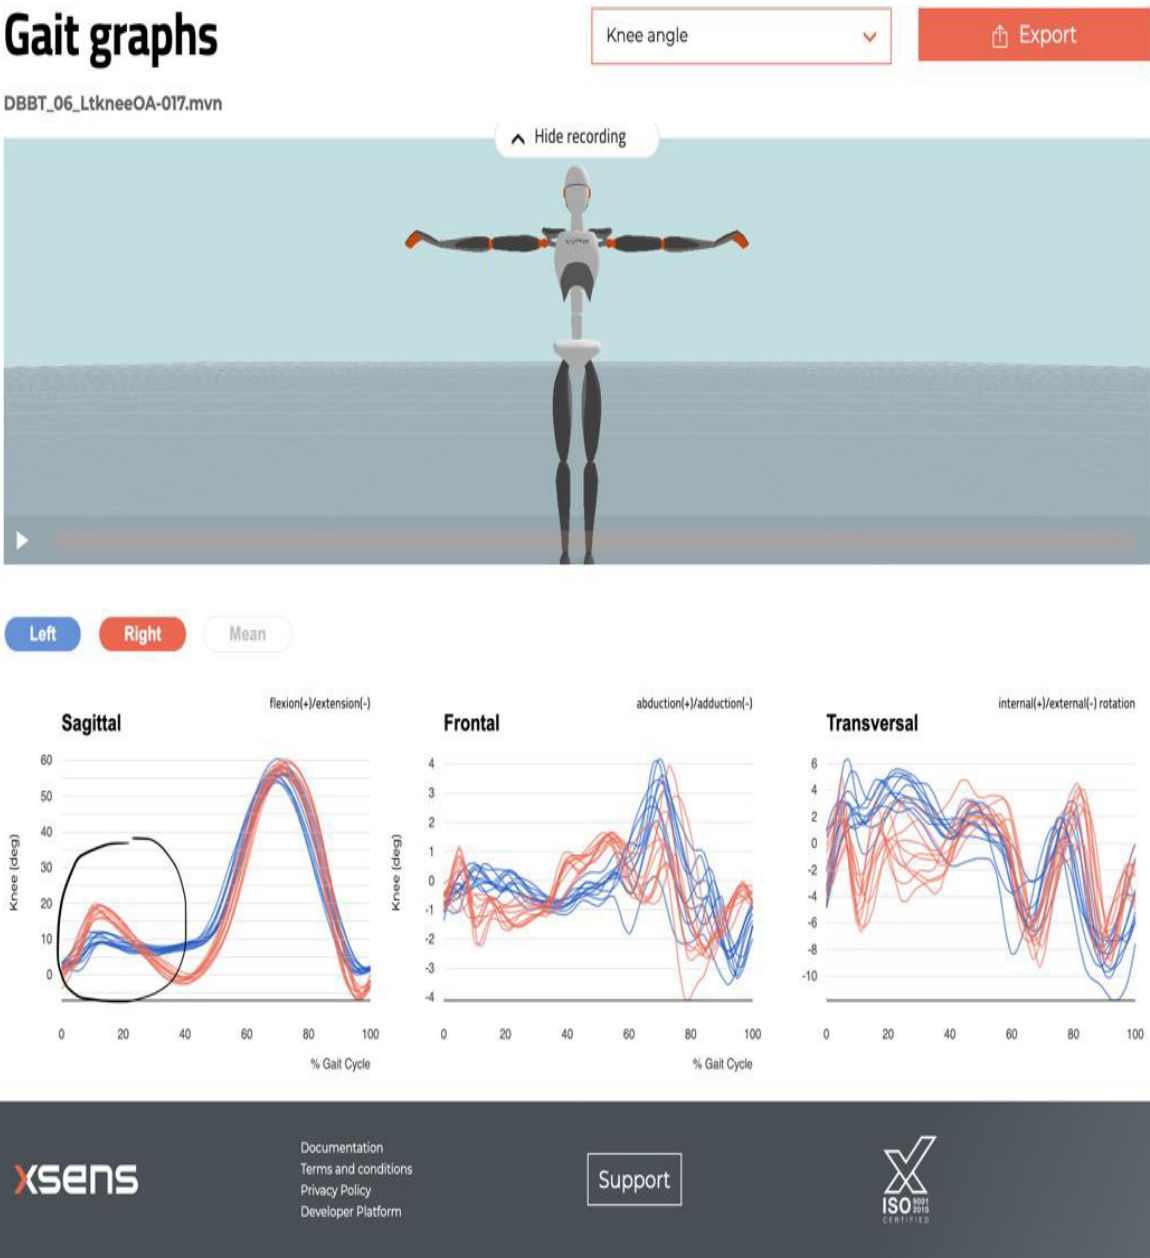 Gait graphs
Knee angle
Export
DBBT_06_LtkneeOA-017.mvn
Hide recording
Left
Right
Mean
flexion(+)/extension(-)
Sagittal
60
50
40
30
20
10
0
Knee (deg)
0 20 40 60 80 100
% Gait Cycle
abduction(+)/adduction(-)
Frontal
4
3
2
1
0
-1
-2
-3
-4
Knee (deg)
0 20 40 60 80 100
% Gait Cycle
internal(+)/external(-) rotation
Transversal
6
4
2
0
-2
-4
-6
-8
-10
0 20 40 60 80 100
xsens
Documentation
Terms and conditions
Privacy Policy
Developer Platform
Support
ISO 9001 2015
CERTIFIED